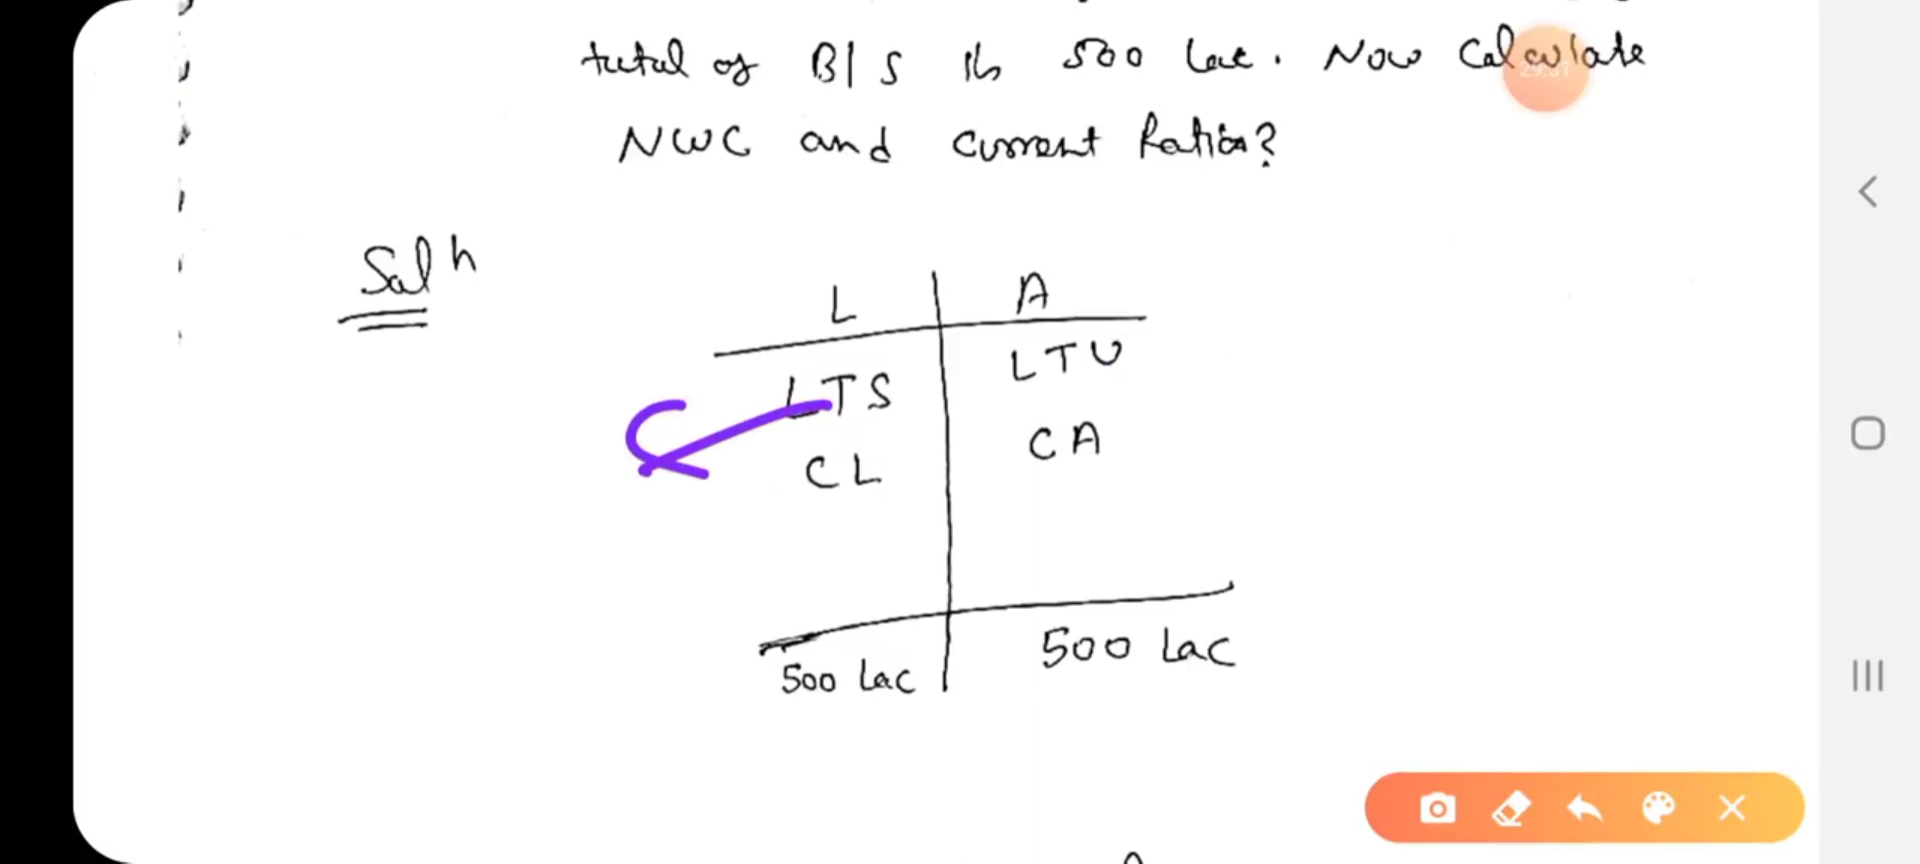 total of B/S is 500 Lac. Now Calculate
NWC and current Ratio?
Sol n
L A
LTS LTU
CL CA
500 Lac 500 Lac